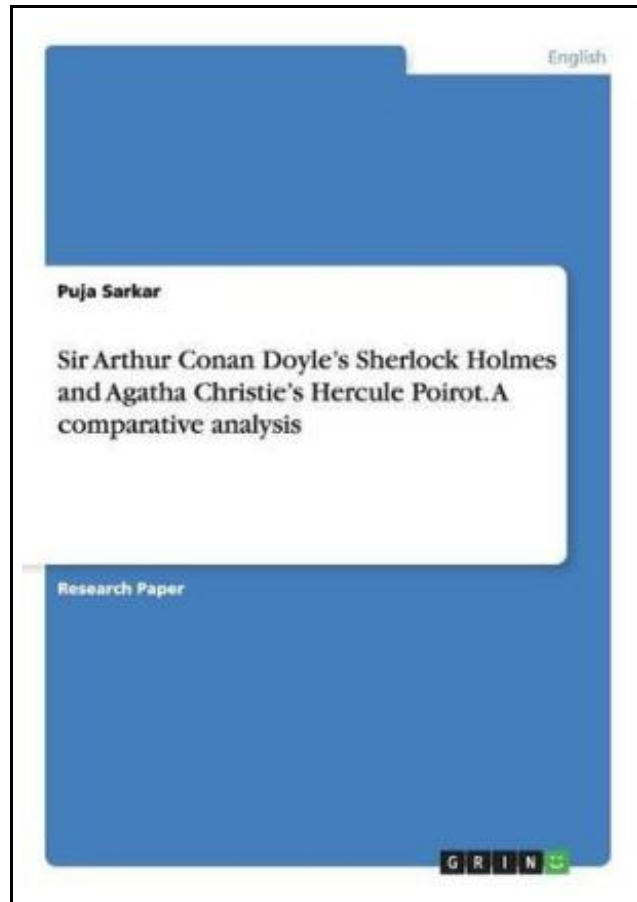 English
Puja Sarkar
Sir Arthur Conan Doyle's Sherlock Holmes
and Agatha Christie's Hercule Poirot. A
comparative analysis
Research Paper
GRIN